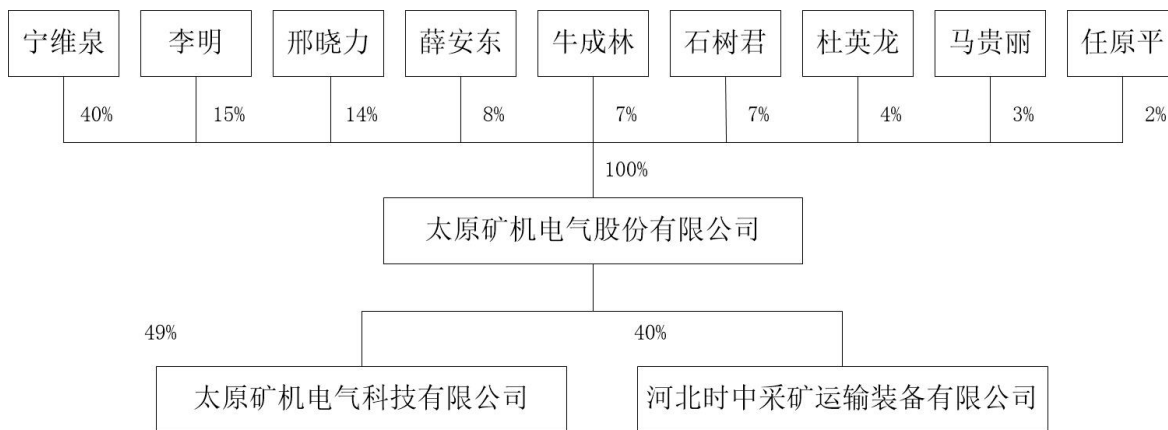 宁维泉 李明 邢晓力 薛安东 牛成林 石树君 杜英龙 马贵丽 任原平
40% 15% 14% 8% 7% 7% 4% 3% 2%
100%
太原矿机电气股份有限公司
49% 40%
太原矿机电气科技有限公司 河北时中采矿运输装备有限公司